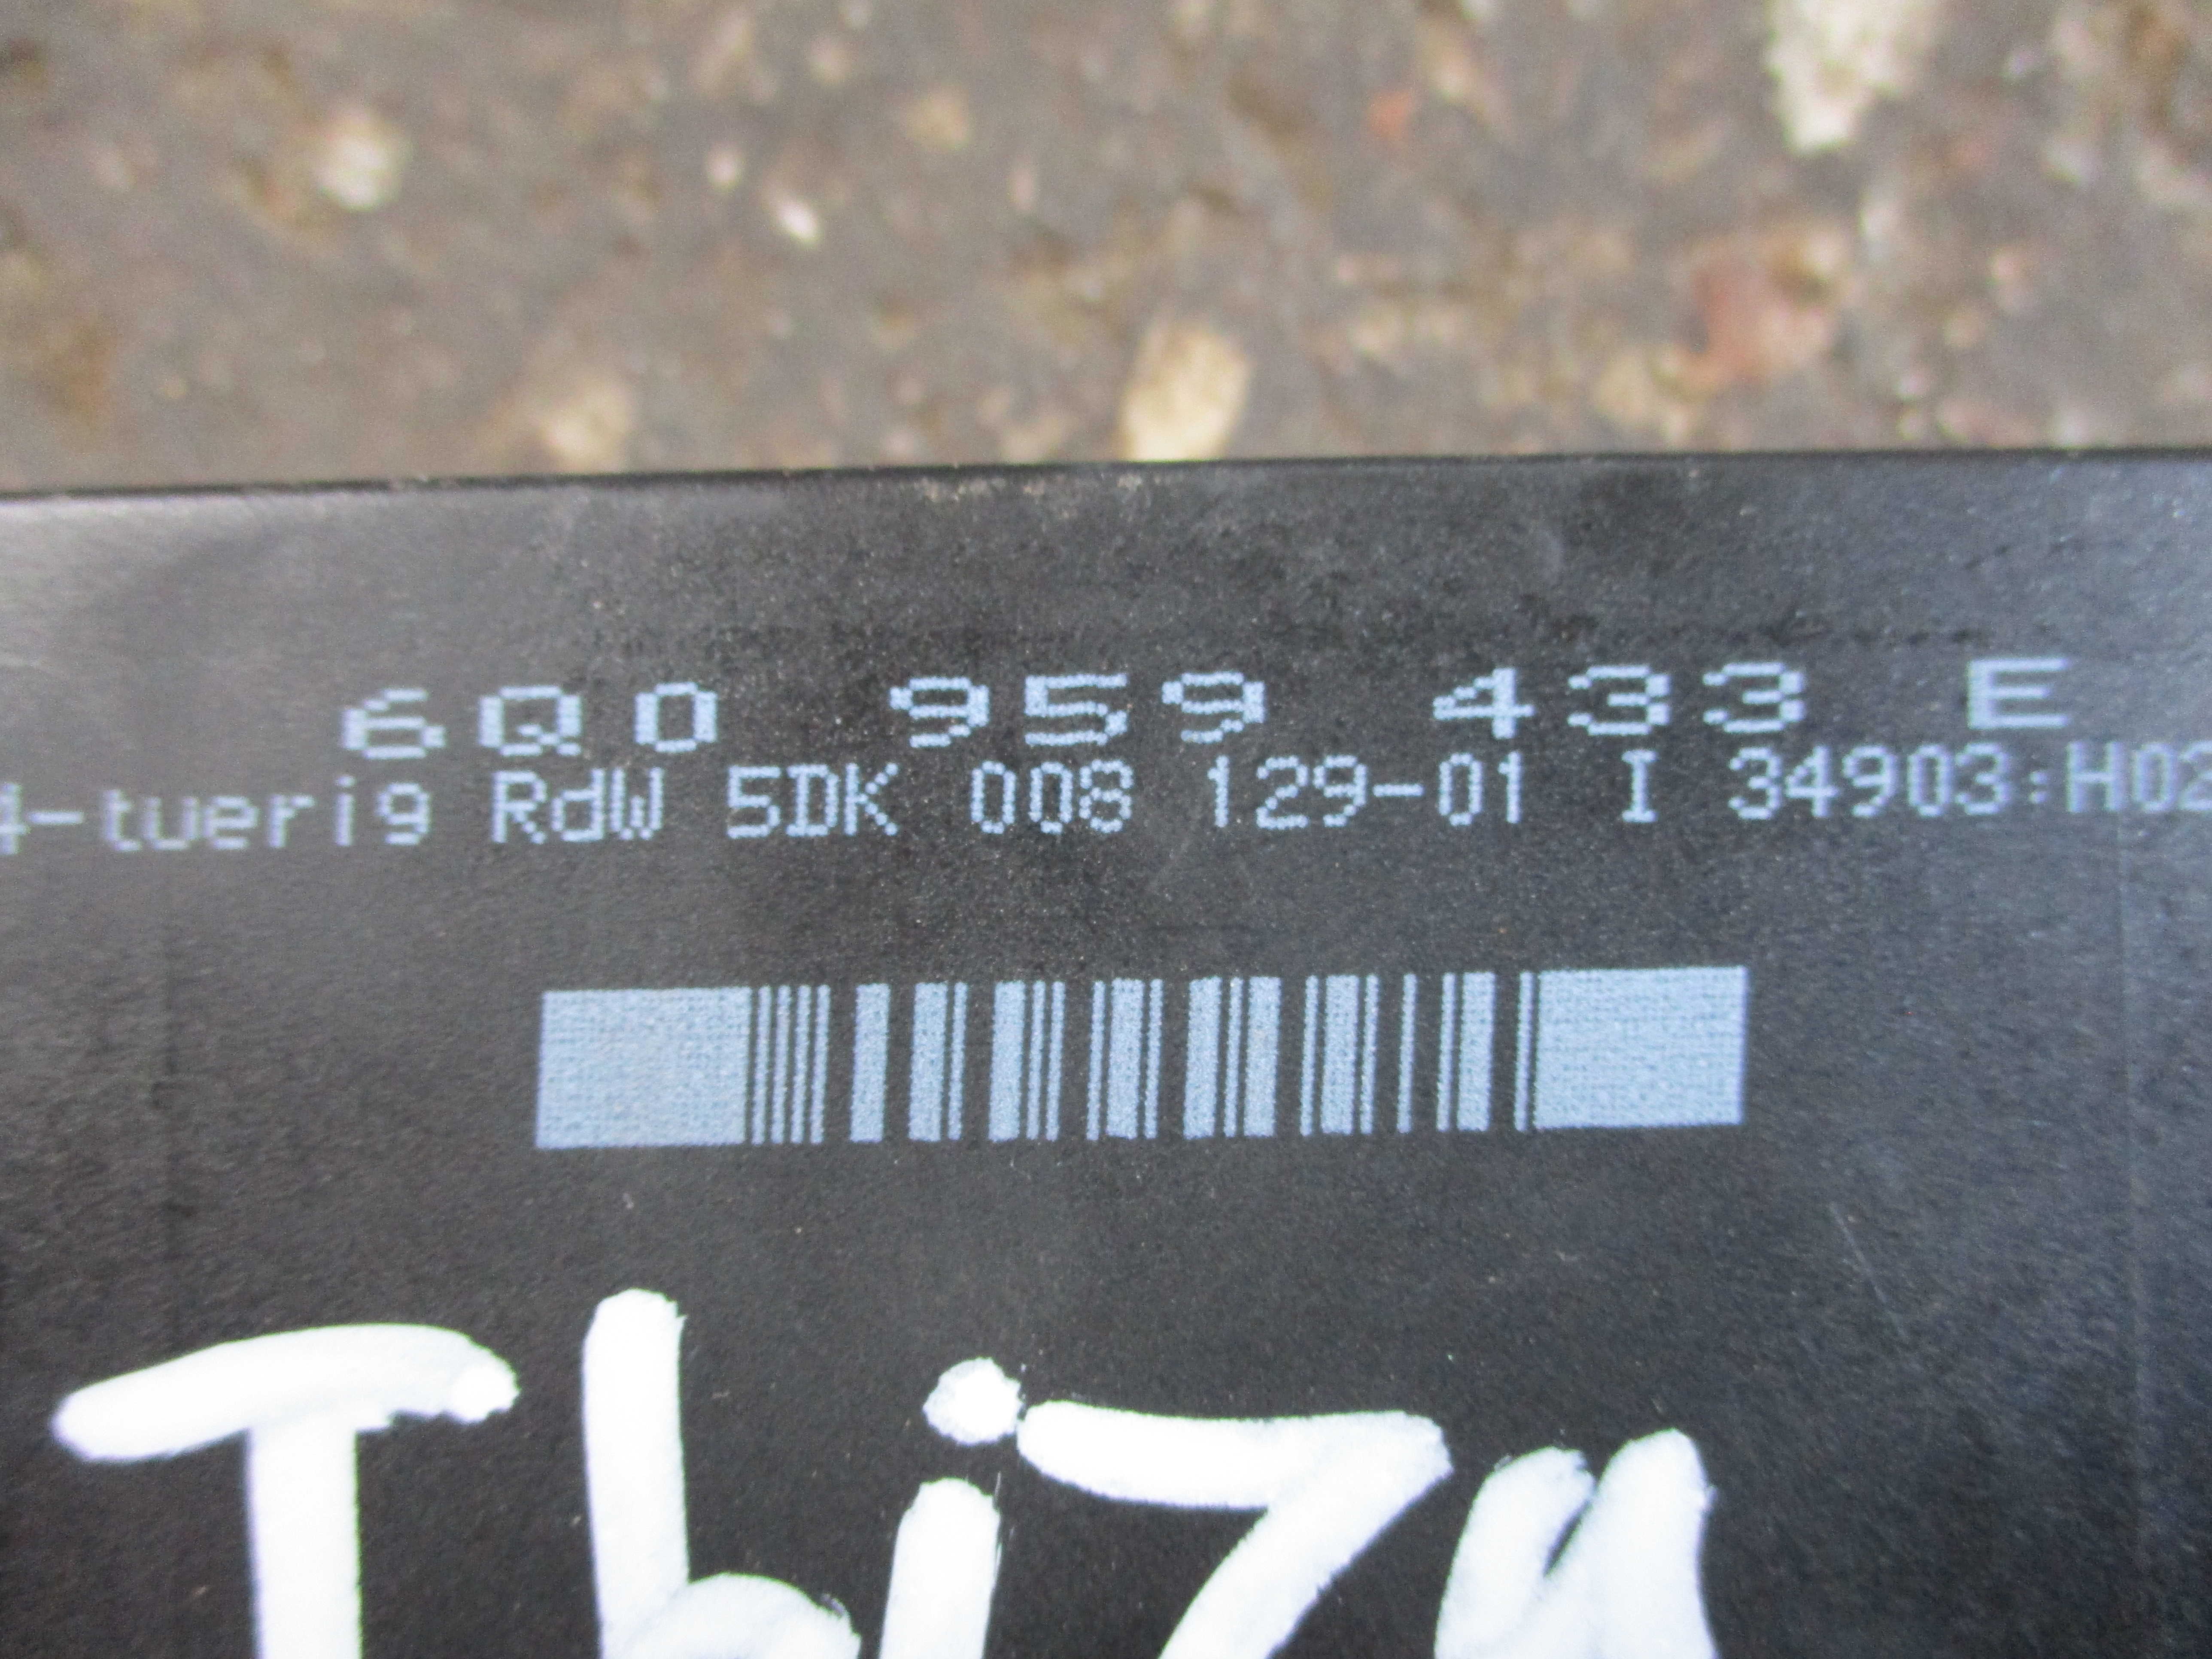 6Q0 959 433 E
4-tuerig RdW 5DK 008 129-01 I 34903:H02
Ibiza